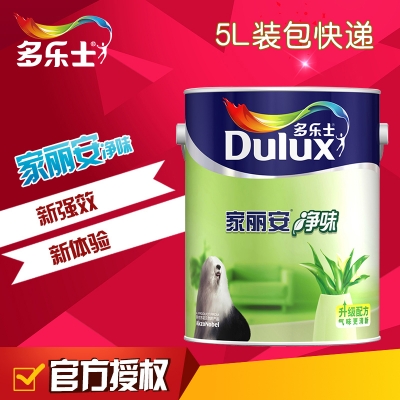 多乐士
5L装包快递
家丽安净味
新强效
新体验
多乐士
Dulux
家丽安净味
升级配方
气味更清新
AkzoNobel
官方授权